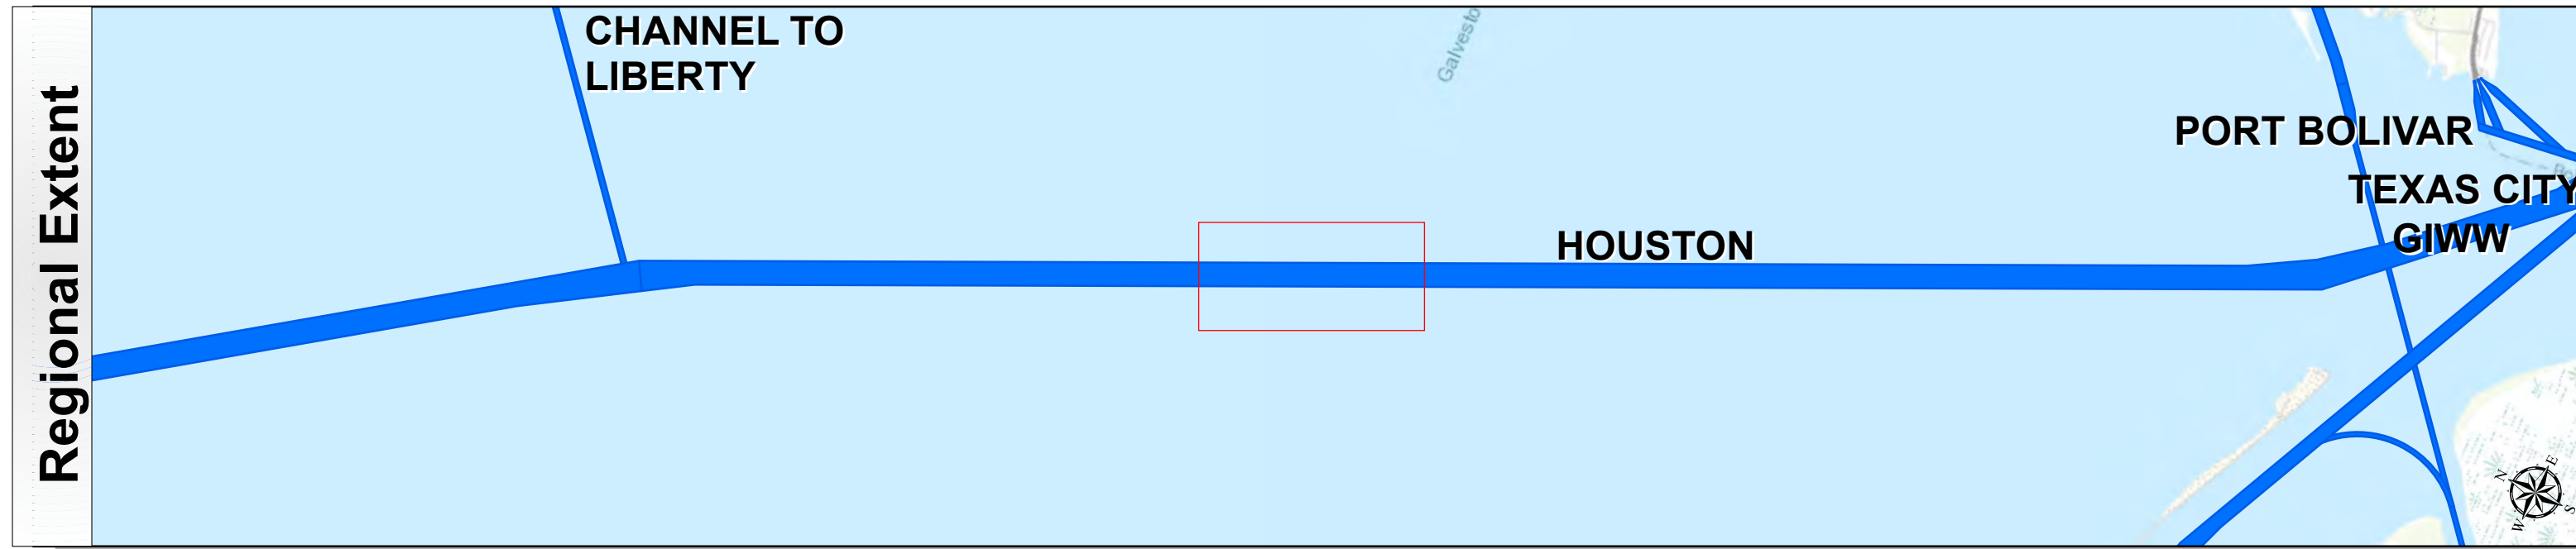 Regional Extent
CHANNEL TO
LIBERTY
Galvesto
HOUSTON
PORT BOLIVAR
TEXAS CITY
GIWW
N
E
W
S